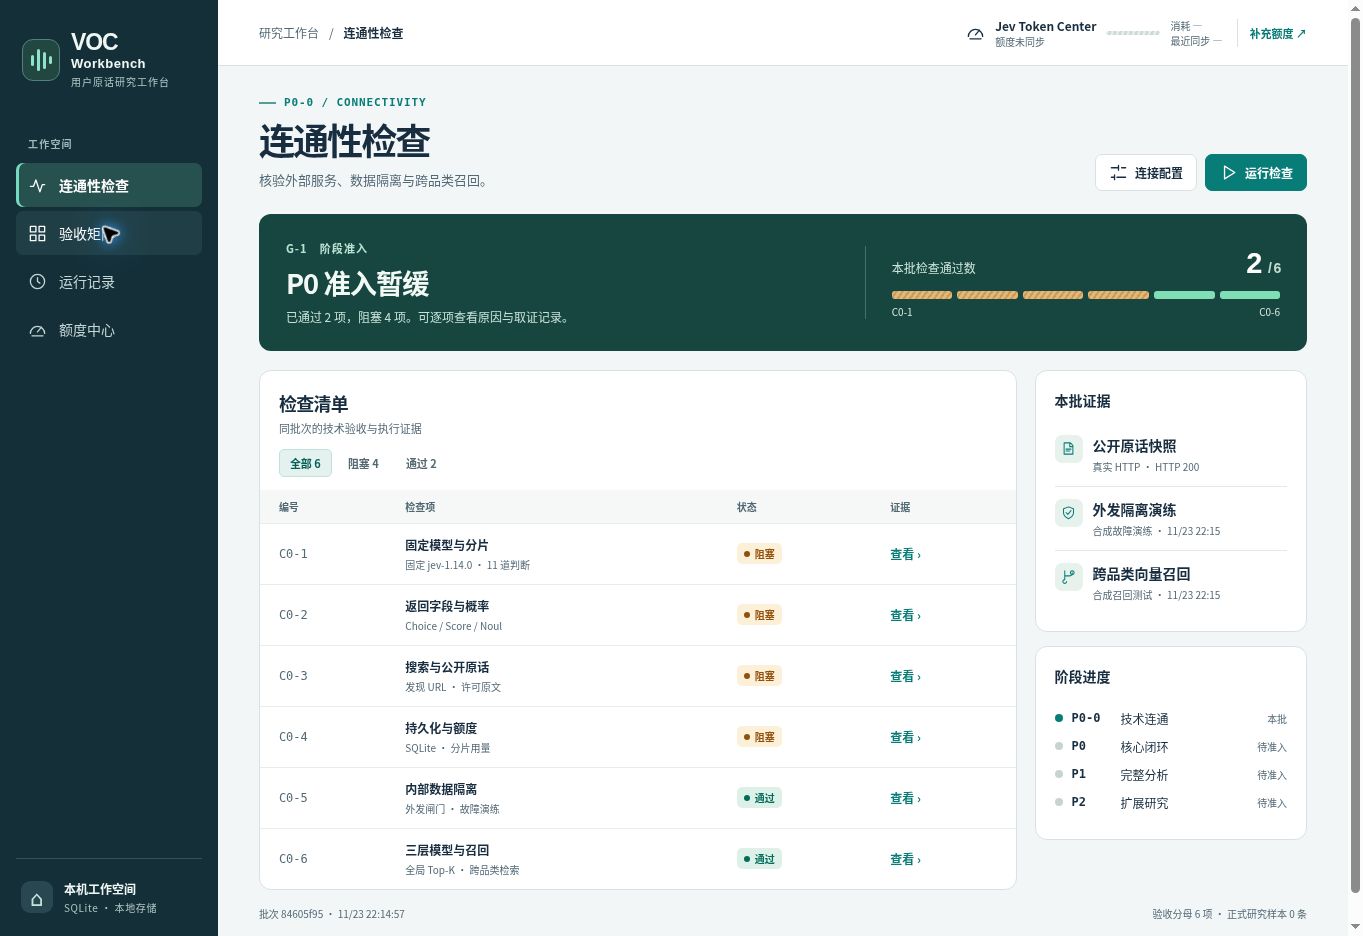 VOC
Workbench
用户原话研究工作台
工作空间
连通性检查
验收矩
运行记录
额度中心
本机工作空间
SQLite · 本地存储
研究工作台 / 连通性检查
Jev Token Center
额度未同步
消耗 —
最近同步 —
补充额度 ↗
P0-0 / CONNECTIVITY
连通性检查
核验外部服务、数据隔离与跨品类召回。
连接配置
运行检查
G-1 阶段准入
P0 准入暂缓
已通过 2 项，阻塞 4 项。可逐项查看原因与取证记录。
本批检查通过数
2 / 6
C0-1
C0-6
检查清单
同批次的技术验收与执行证据
全部 6 阻塞 4 通过 2
编号 检查项 状态 证据
C0-1 固定模型与分片 阻塞 查看 ›
固定 jev-1.14.0 · 11 道判断
C0-2 返回字段与概率 阻塞 查看 ›
Choice / Score / Noul
C0-3 搜索与公开原话 阻塞 查看 ›
发现 URL · 许可原文
C0-4 持久化与额度 阻塞 查看 ›
SQLite · 分片用量
C0-5 内部数据隔离 通过 查看 ›
外发闸门 · 故障演练
C0-6 三层模型与召回 通过 查看 ›
全局 Top-K · 跨品类检索
本批证据
公开原话快照
真实 HTTP · HTTP 200
外发隔离演练
合成故障演练 · 11/23 22:15
跨品类向量召回
合成召回测试 · 11/23 22:15
阶段进度
P0-0 技术连通 本批
P0 核心闭环 待准入
P1 完整分析 待准入
P2 扩展研究 待准入
批次 84605f95 · 11/23 22:14:57
验收分母 6 项 · 正式研究样本 0 条